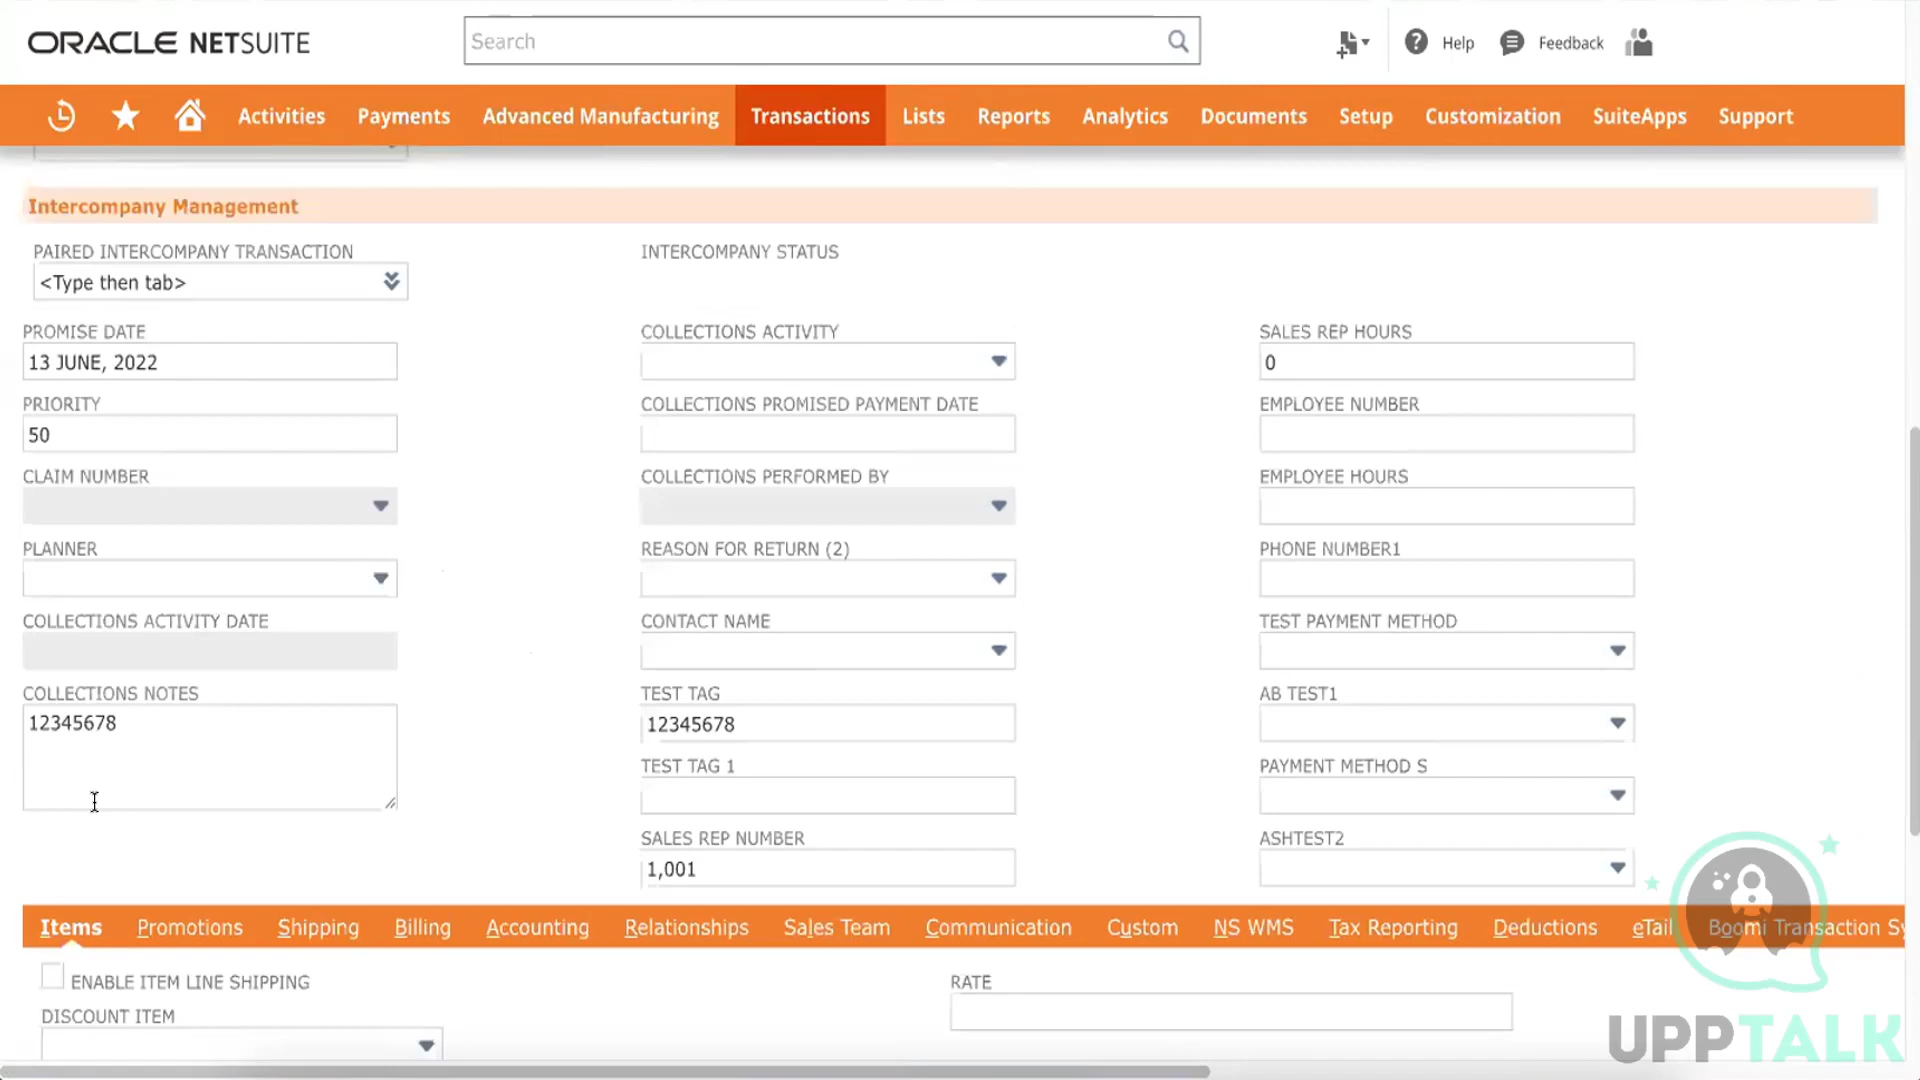 ORACLE NETSUITE
Search
Help
Feedback
Activities
Payments
Advanced Manufacturing
Transactions
Lists
Reports
Analytics
Documents
Setup
Customization
SuiteApps
Support
Intercompany Management
PAIRED INTERCOMPANY TRANSACTION
<Type then tab>
INTERCOMPANY STATUS
PROMISE DATE
13 JUNE, 2022
PRIORITY
50
CLAIM NUMBER
PLANNER
COLLECTIONS ACTIVITY DATE
COLLECTIONS NOTES
12345678
COLLECTIONS ACTIVITY
COLLECTIONS PROMISED PAYMENT DATE
COLLECTIONS PERFORMED BY
REASON FOR RETURN (2)
CONTACT NAME
TEST TAG
12345678
TEST TAG 1
SALES REP NUMBER
1,001
SALES REP HOURS
0
EMPLOYEE NUMBER
EMPLOYEE HOURS
PHONE NUMBER1
TEST PAYMENT METHOD
AB TEST1
PAYMENT METHOD S
ASHTEST2
Items
Promotions
Shipping
Billing
Accounting
Relationships
Sales Team
Communication
Custom
NS WMS
Tax Reporting
Deductions
eTail
Boomi Transaction Sy
ENABLE ITEM LINE SHIPPING
DISCOUNT ITEM
RATE
UPPTALK